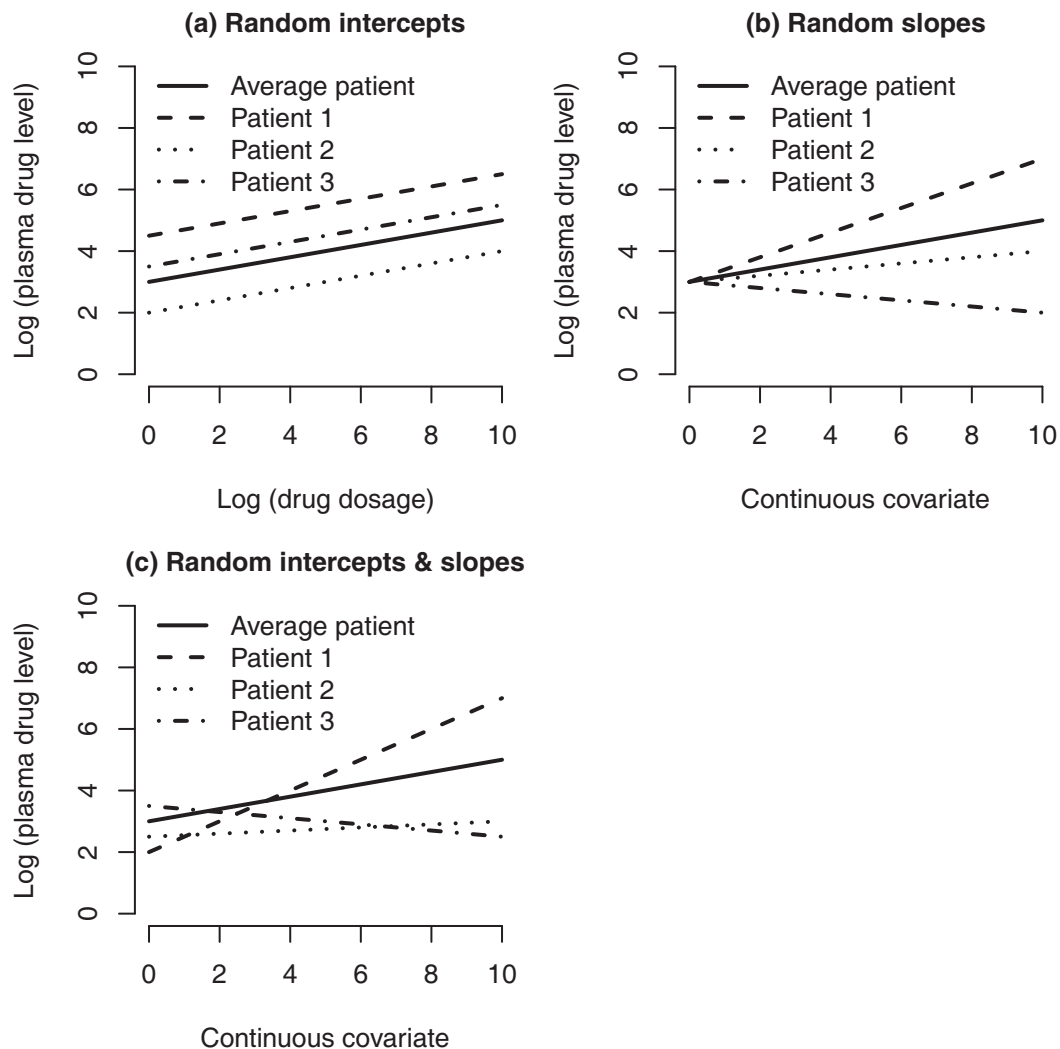 (a) Random intercepts
Log (plasma drug level)
10
8
6
4
2
0
Average patient
Patient 1
Patient 2
Patient 3
0 2 4 6 8 10
Log (drug dosage)
(b) Random slopes
Log (plasma drug level)
10
8
6
4
2
0
Average patient
Patient 1
Patient 2
Patient 3
0 2 4 6 8 10
Continuous covariate
(c) Random intercepts & slopes
Log (plasma drug level)
10
8
6
4
2
0
Average patient
Patient 1
Patient 2
Patient 3
0 2 4 6 8 10
Continuous covariate